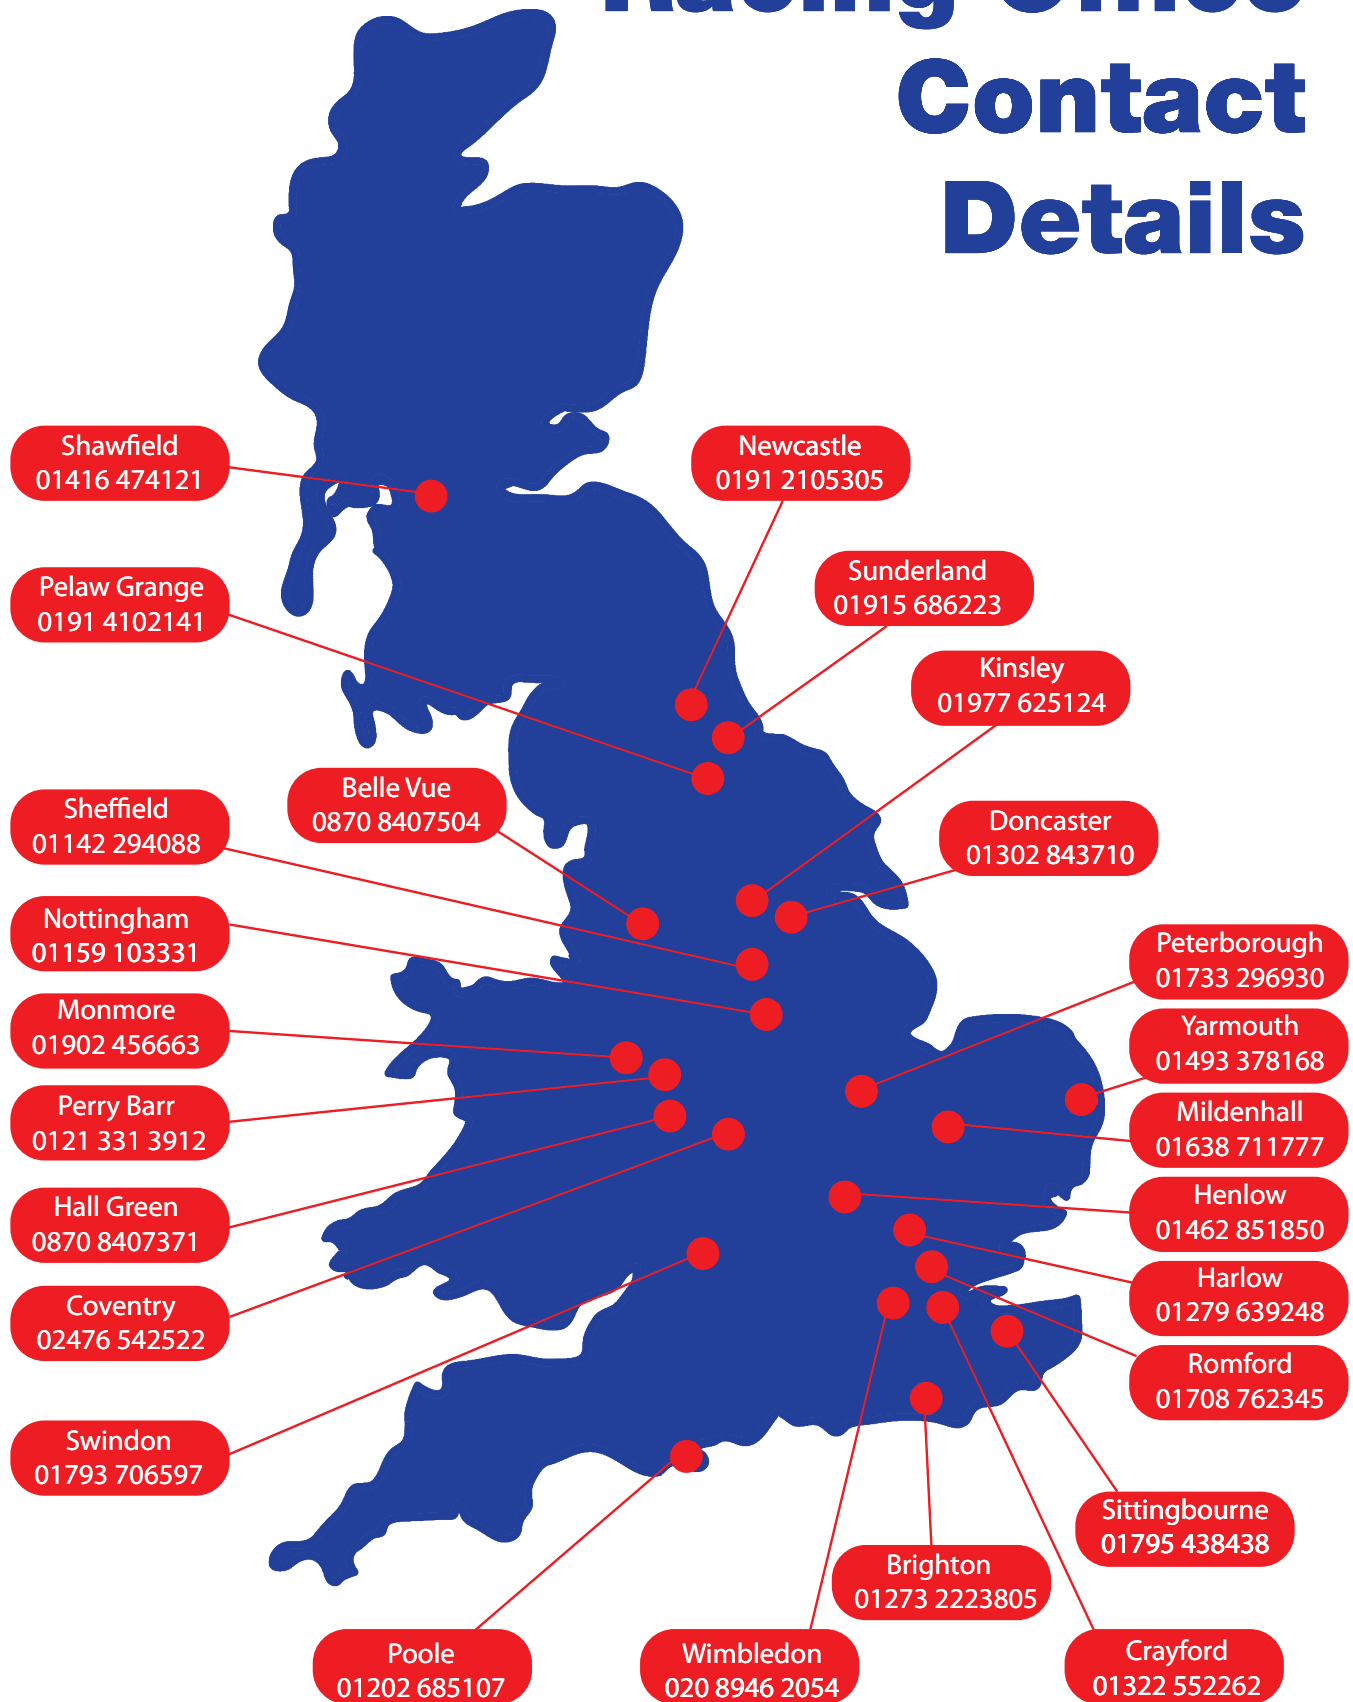 Racing Office
Contact
Details
Shawfield
01416 474121
Newcastle
0191 2105305
Sunderland
01915 686223
Pelaw Grange
0191 4102141
Kinsley
01977 625124
Belle Vue
0870 8407504
Sheffield
01142 294088
Doncaster
01302 843710
Nottingham
01159 103331
Peterborough
01733 296930
Monmore
01902 456663
Yarmouth
01493 378168
Perry Barr
0121 331 3912
Mildenhall
01638 711777
Hall Green
0870 8407371
Henlow
01462 851850
Coventry
02476 542522
Harlow
01279 639248
Romford
01708 762345
Swindon
01793 706597
Sittingbourne
01795 438438
Brighton
01273 2223805
Poole
01202 685107
Wimbledon
020 8946 2054
Crayford
01322 552262